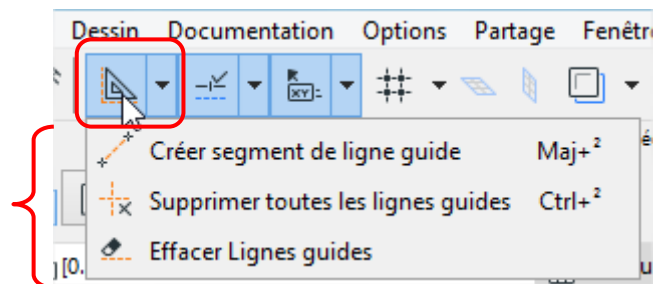 Dessin Documentation Options Partage Fenêtr
XY:
Créer segment de ligne guide Maj+²
Supprimer toutes les lignes guides Ctrl+²
Effacer Lignes guides
[0.